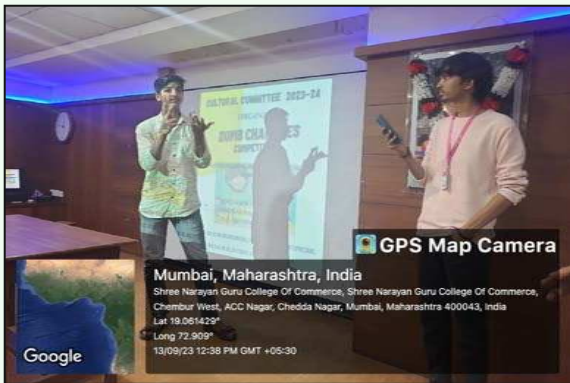 CULTURAL COMMITTEE 2023-24
DUMB CHARADES
GPS Map Camera
Mumbai, Maharashtra, India
Shree Narayan Guru College Of Commerce, Shree Narayan Guru College Of Commerce,
Chembur West, ACC Nagar, Chedda Nagar, Mumbai, Maharashtra 400043, India
Lat 19.061429°
Long 72.909°
13/09/23 12:38 PM GMT +05:30
Google